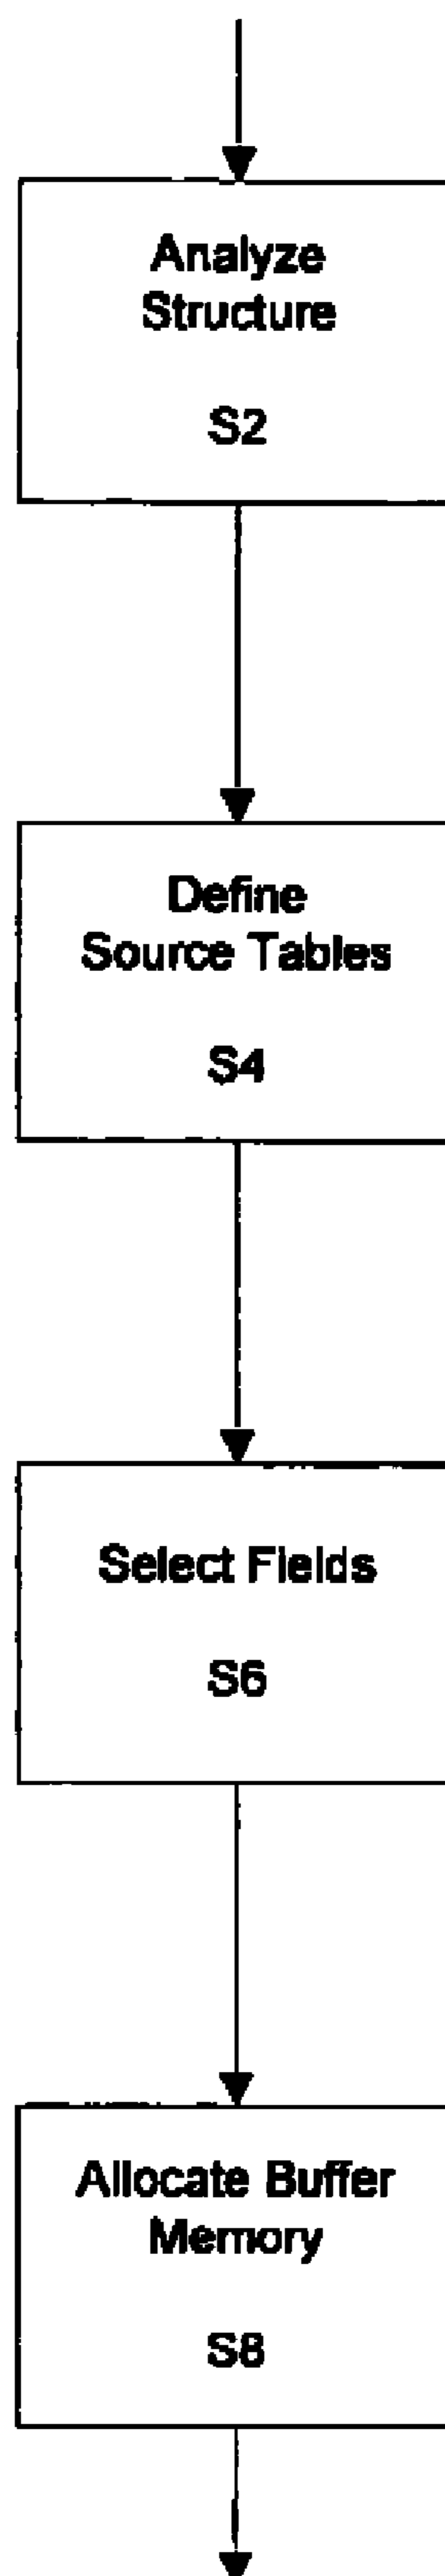 Analyze
Structure
S2
Define
Source Tables
S4
Select Fields
S6
Allocate Buffer
Memory
S8